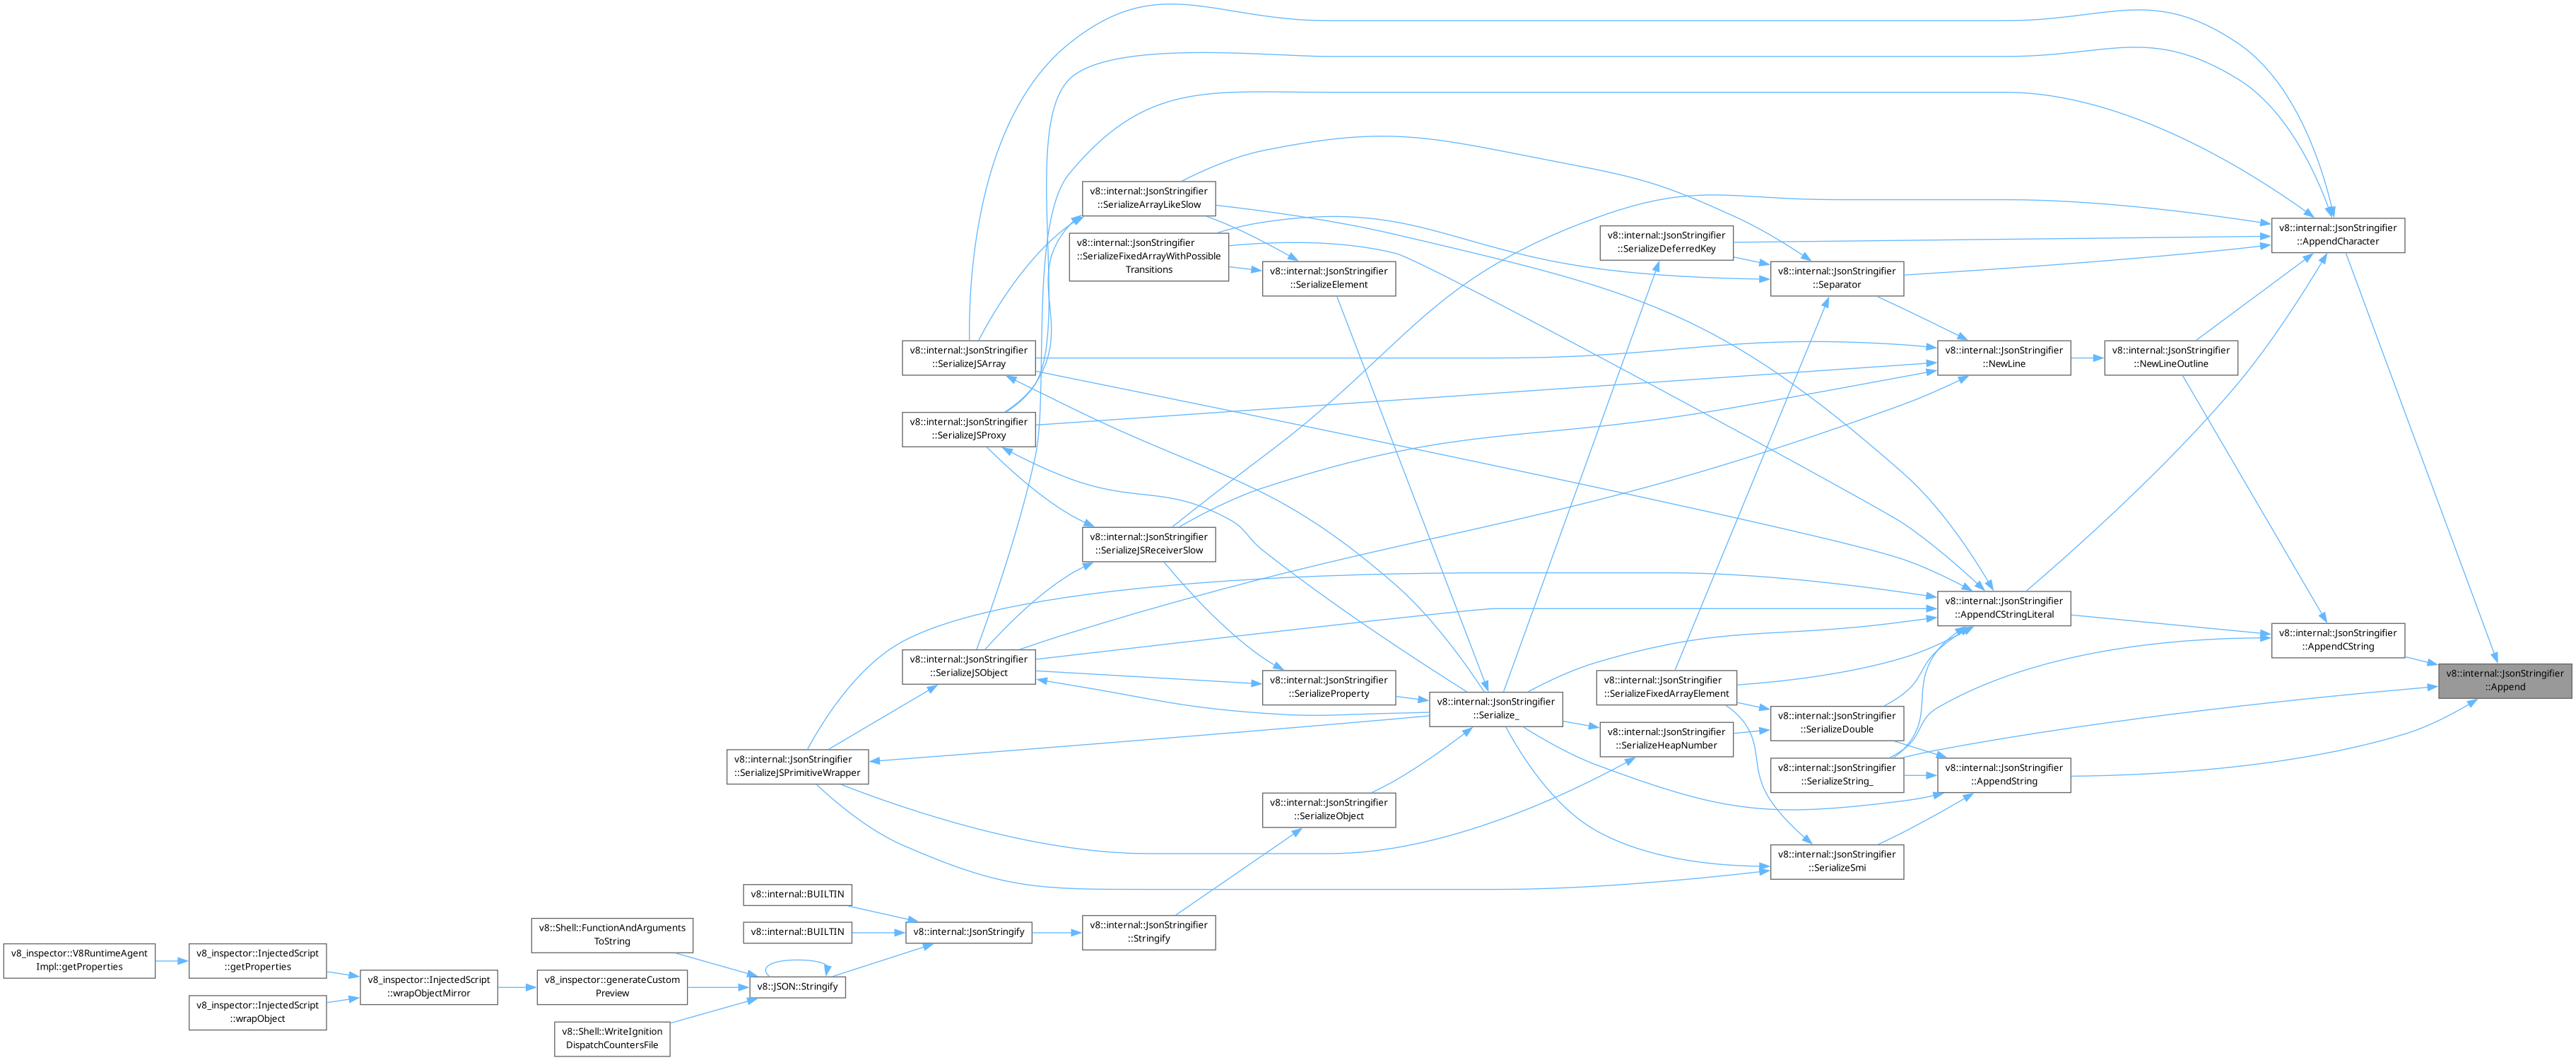 v8::internal::JsonStringifier
::AppendCharacter
v8::internal::JsonStringifier
::SerializeArrayLikeSlow
v8::internal::JsonStringifier
::SerializeFixedArrayWithPossible
Transitions
v8::internal::JsonStringifier
::SerializeDeferredKey
v8::internal::JsonStringifier
::SerializeElement
v8::internal::JsonStringifier
::Separator
v8::internal::JsonStringifier
::SerializeJSArray
v8::internal::JsonStringifier
::NewLine
v8::internal::JsonStringifier
::NewLineOutline
v8::internal::JsonStringifier
::SerializeJSProxy
v8::internal::JsonStringifier
::SerializeJSReceiverSlow
v8::internal::JsonStringifier
::AppendCStringLiteral
v8::internal::JsonStringifier
::AppendCString
v8::internal::JsonStringifier
::SerializeJSObject
v8::internal::JsonStringifier
::SerializeProperty
v8::internal::JsonStringifier
::SerializeFixedArrayElement
v8::internal::JsonStringifier
::Append
v8::internal::JsonStringifier
::Serialize_
v8::internal::JsonStringifier
::SerializeHeapNumber
v8::internal::JsonStringifier
::SerializeDouble
v8::internal::JsonStringifier
::SerializeJSPrimitiveWrapper
v8::internal::JsonStringifier
::SerializeString_
v8::internal::JsonStringifier
::AppendString
v8::internal::JsonStringifier
::SerializeObject
v8::internal::JsonStringifier
::SerializeSmi
v8::internal::BUILTIN
v8::internal::BUILTIN
v8::internal::JsonStringify
v8::internal::JsonStringifier
::Stringify
v8::Shell::FunctionAndArguments
ToString
v8_inspector::V8RuntimeAgent
Impl::getProperties
v8_inspector::InjectedScript
::getProperties
v8_inspector::InjectedScript
::wrapObjectMirror
v8_inspector::generateCustom
Preview
v8::JSON::Stringify
v8_inspector::InjectedScript
::wrapObject
v8::Shell::WriteIgnition
DispatchCountersFile